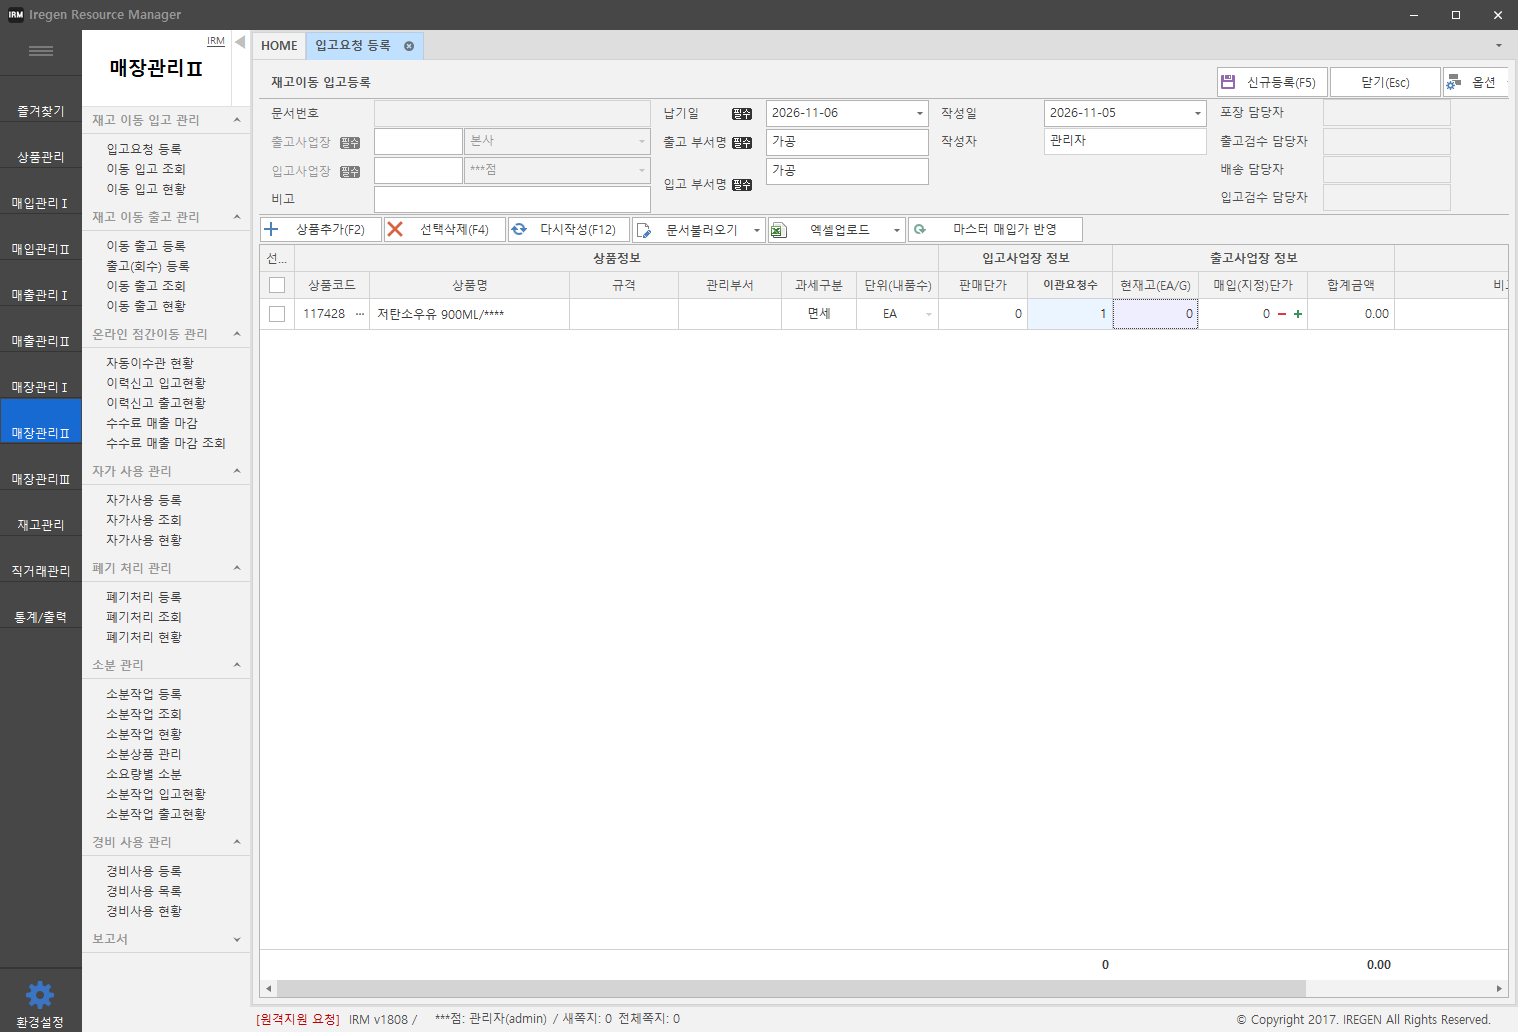 IRM Iregen Resource Manager
즐겨찾기
상품관리
매입관리 I
매입관리 II
매출관리 I
매출관리 II
매장관리 I
매장관리 II
매장관리 III
재고관리
직거래관리
통계/출력
환경설정
IRM
매장관리 II
재고 이동 입고 관리
입고요청 등록
이동 입고 조회
이동 입고 현황
재고 이동 출고 관리
이동 출고 등록
출고(회수) 등록
이동 출고 조회
이동 출고 현황
온라인 점간이동 관리
자동이수관 현황
이력신고 입고현황
이력신고 출고현황
수수료 매출 마감
수수료 매출 마감 조회
자가 사용 관리
자가사용 등록
자가사용 조회
자가사용 현황
폐기 처리 관리
폐기처리 등록
폐기처리 조회
폐기처리 현황
소분 관리
소분작업 등록
소분작업 조회
소분작업 현황
소분상품 관리
소요량별 소분
소분작업 입고현황
소분작업 출고현황
경비 사용 관리
경비사용 등록
경비사용 목록
경비사용 현황
보고서
HOME 입고요청 등록
재고이동 입고등록 신규등록(F5) 닫기(Esc) 옵션
문서번호 납기일 필수 2026-11-06 작성일 2026-11-05 포장 담당자
출고사업장 필수 본사 출고 부서명 필수 가공 작성자 관리자 출고검수 담당자
입고사업장 필수 ***점 입고 부서명 필수 가공 배송 담당자
비고 입고검수 담당자
상품추가(F2) 선택삭제(F4) 다시작성(F12) 문서불러오기 엑셀업로드 마스터 매입가 반영
선... 상품정보 입고사업장 정보 출고사업장 정보
상품코드 상품명 규격 관리부서 과세구분 단위(내품수) 판매단가 이관요청수 현재고(EA/G) 매입(지정)단가 합계금액
117428 ... 저탄소우유 900ML/**** 면세 EA 0 1 0 0 0.00
0 0.00
[원격지원 요청] IRM v1808 / ***점: 관리자(admin) / 새쪽지: 0 전체쪽지: 0 © Copyright 2017. IREGEN All Rights Reserved.